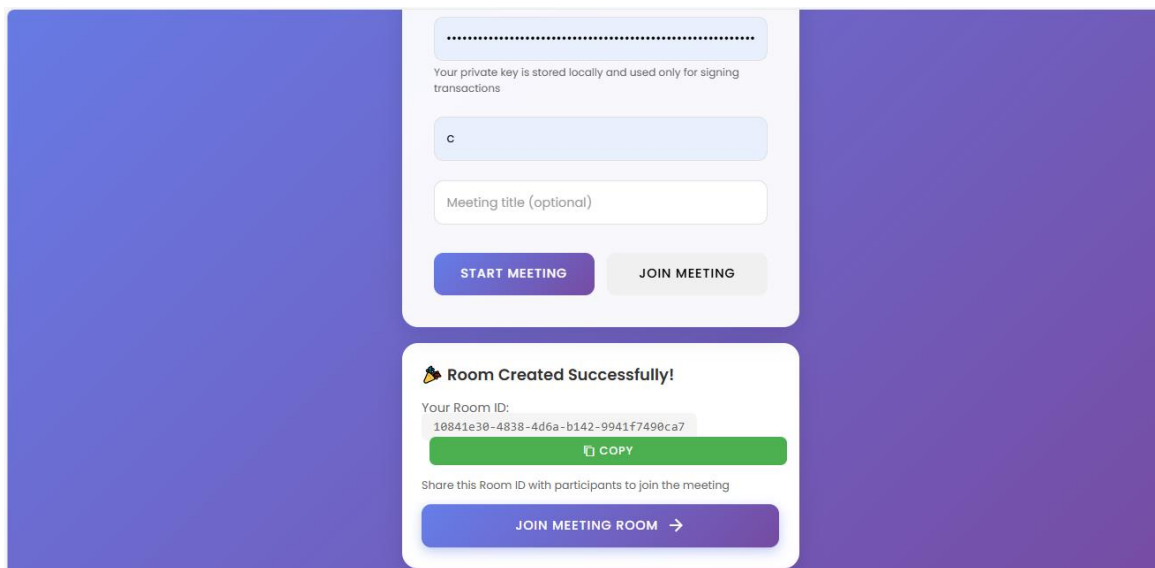 Your private key is stored locally and used only for signing
transactions
c
Meeting title (optional)
START MEETING
JOIN MEETING
Room Created Successfully!
Your Room ID:
10841e30-4838-4d6a-b142-9941f7490ca7
COPY
Share this Room ID with participants to join the meeting
JOIN MEETING ROOM →